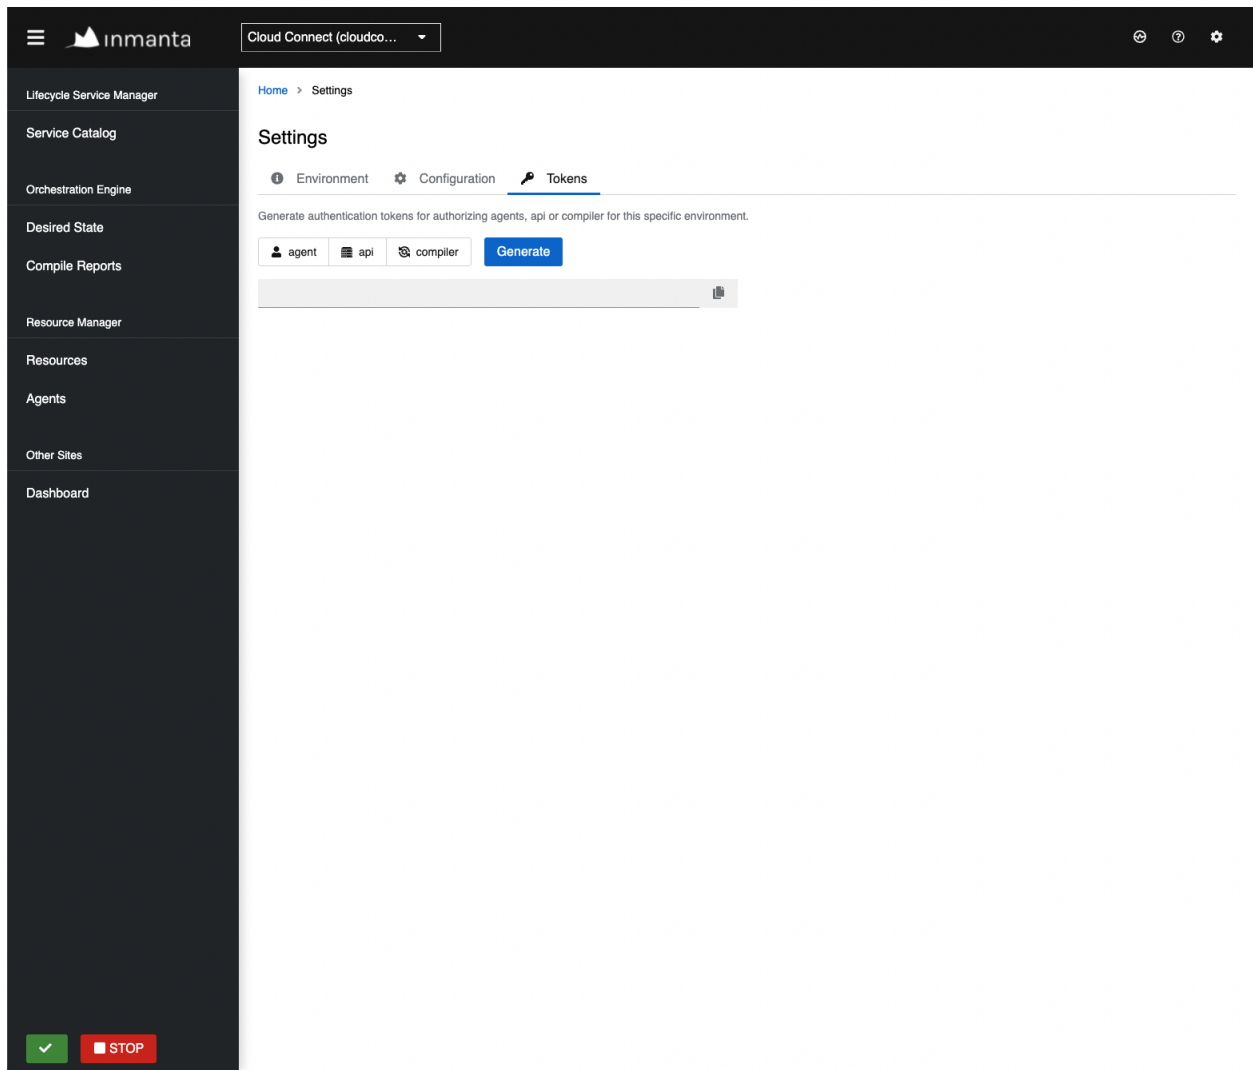 inmanta
Cloud Connect (cloudco...
Lifecycle Service Manager
Service Catalog
Orchestration Engine
Desired State
Compile Reports
Resource Manager
Resources
Agents
Other Sites
Dashboard
STOP
Home > Settings
Settings
Environment Configuration Tokens
Generate authentication tokens for authorizing agents, api or compiler for this specific environment.
agent api compiler Generate